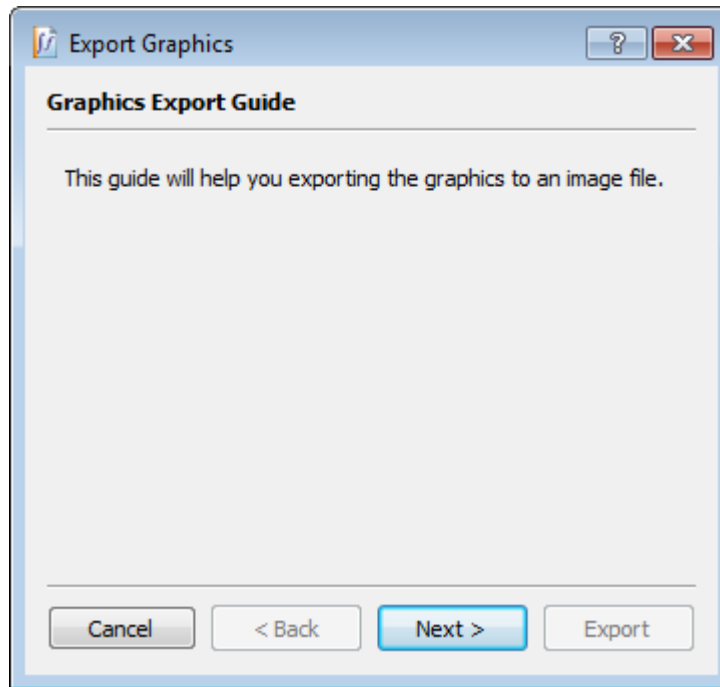 Export Graphics
Graphics Export Guide
This guide will help you exporting the graphics to an image file.
Cancel
< Back
Next >
Export